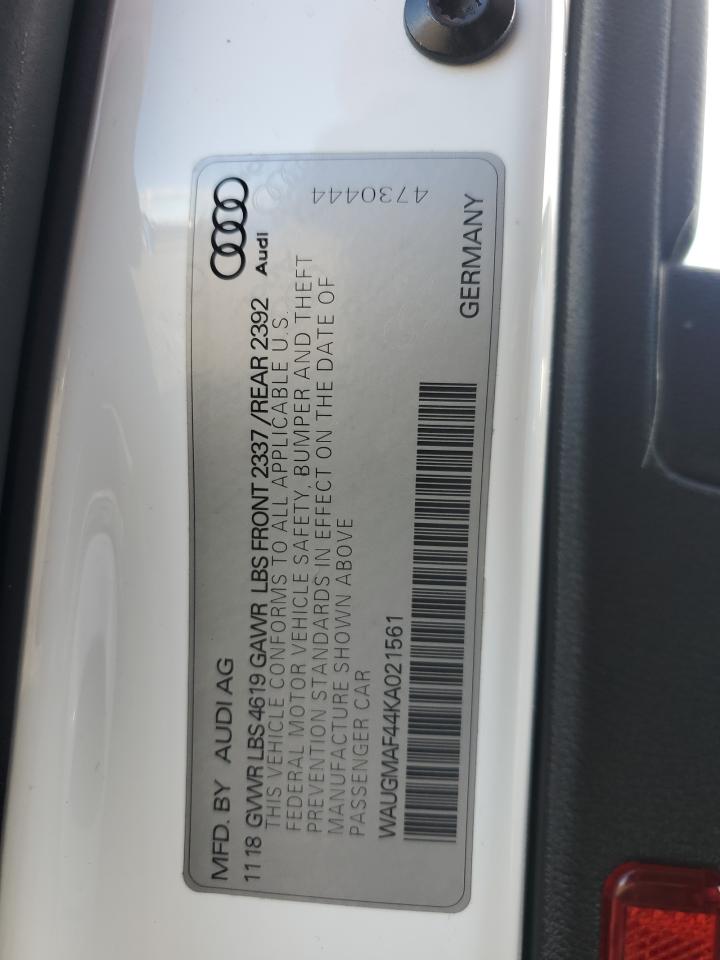 MFD. BY AUDI AG
1118 GVWR LBS 4619 GAWR LBS FRONT 2337/REAR 2392
Audi
THIS VEHICLE CONFORMS TO ALL APPLICABLE U.S.
FEDERAL MOTOR VEHICLE SAFETY, BUMPER AND THEFT
PREVENTION STANDARDS IN EFFECT ON THE DATE OF
MANUFACTURE SHOWN ABOVE
PASSENGER CAR
WAUGMAF44KA021561
4730444
GERMANY